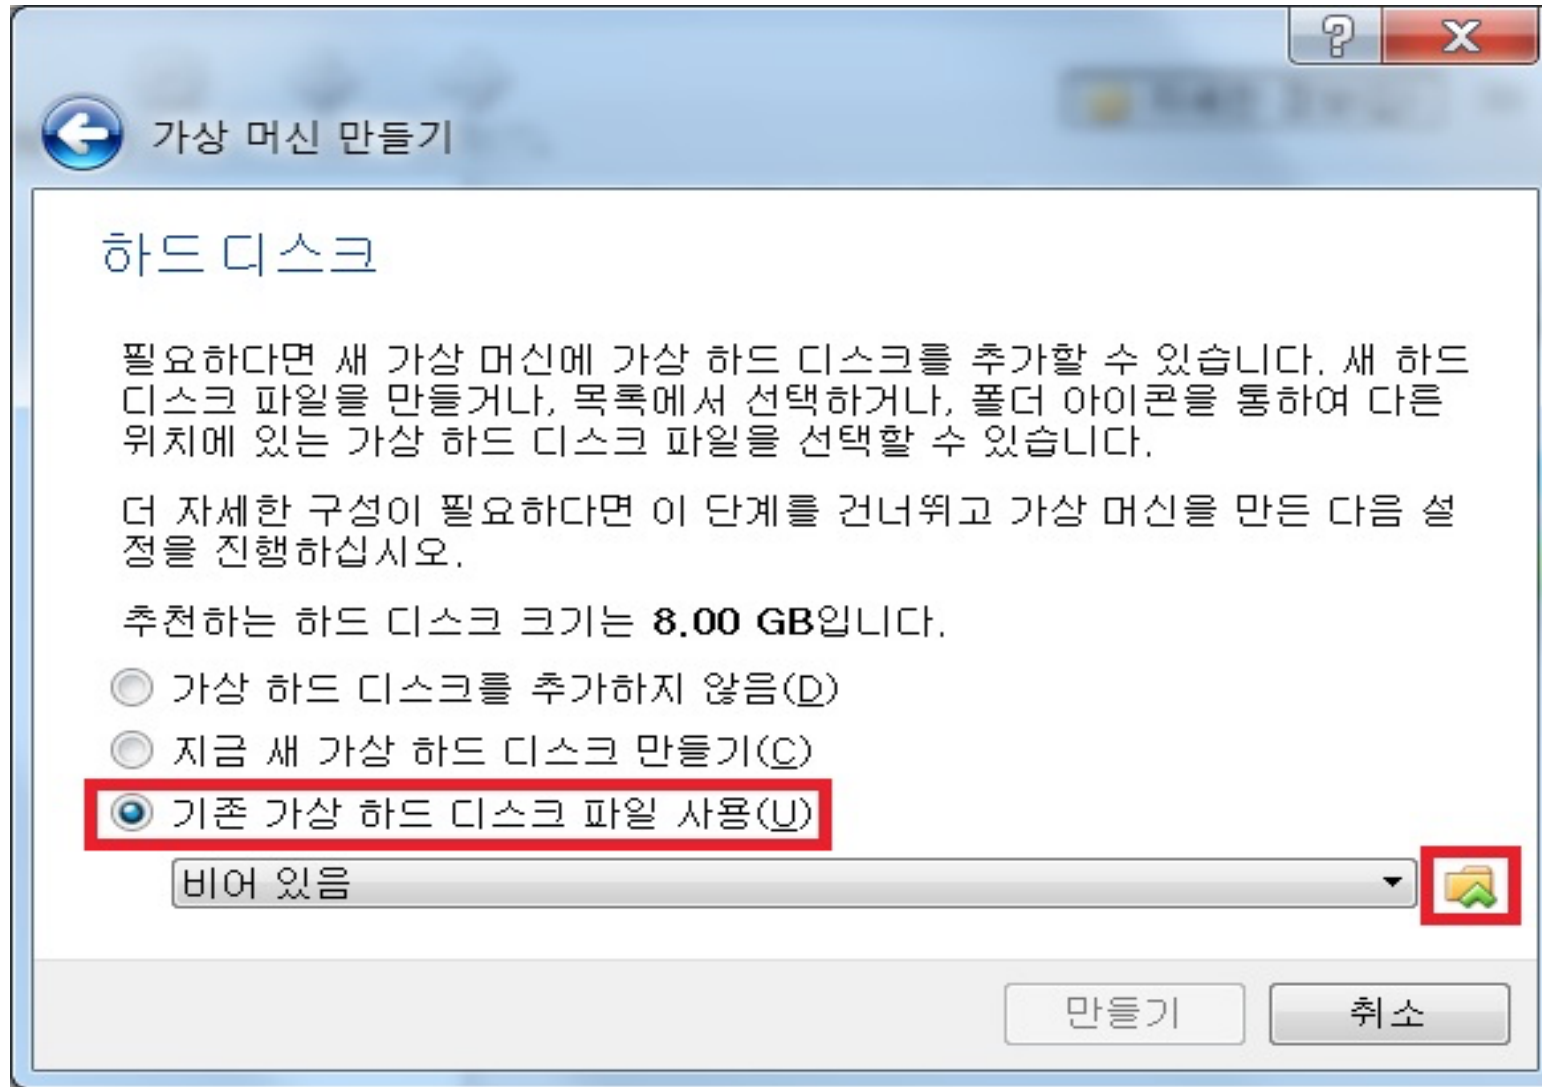 가상 머신 만들기
하드 디스크
필요하다면 새 가상 머신에 가상 하드 디스크를 추가할 수 있습니다. 새 하드
디스크 파일을 만들거나, 목록에서 선택하거나, 폴더 아이콘을 통하여 다른
위치에 있는 가상 하드 디스크 파일을 선택할 수 있습니다.
더 자세한 구성이 필요하다면 이 단계를 건너뛰고 가상 머신을 만든 다음 설
정을 진행하십시오.
추천하는 하드 디스크 크기는 8.00 GB입니다.
가상 하드 디스크를 추가하지 않음(D)
지금 새 가상 하드 디스크 만들기(C)
기존 가상 하드 디스크 파일 사용(U)
비어 있음
만들기 취소